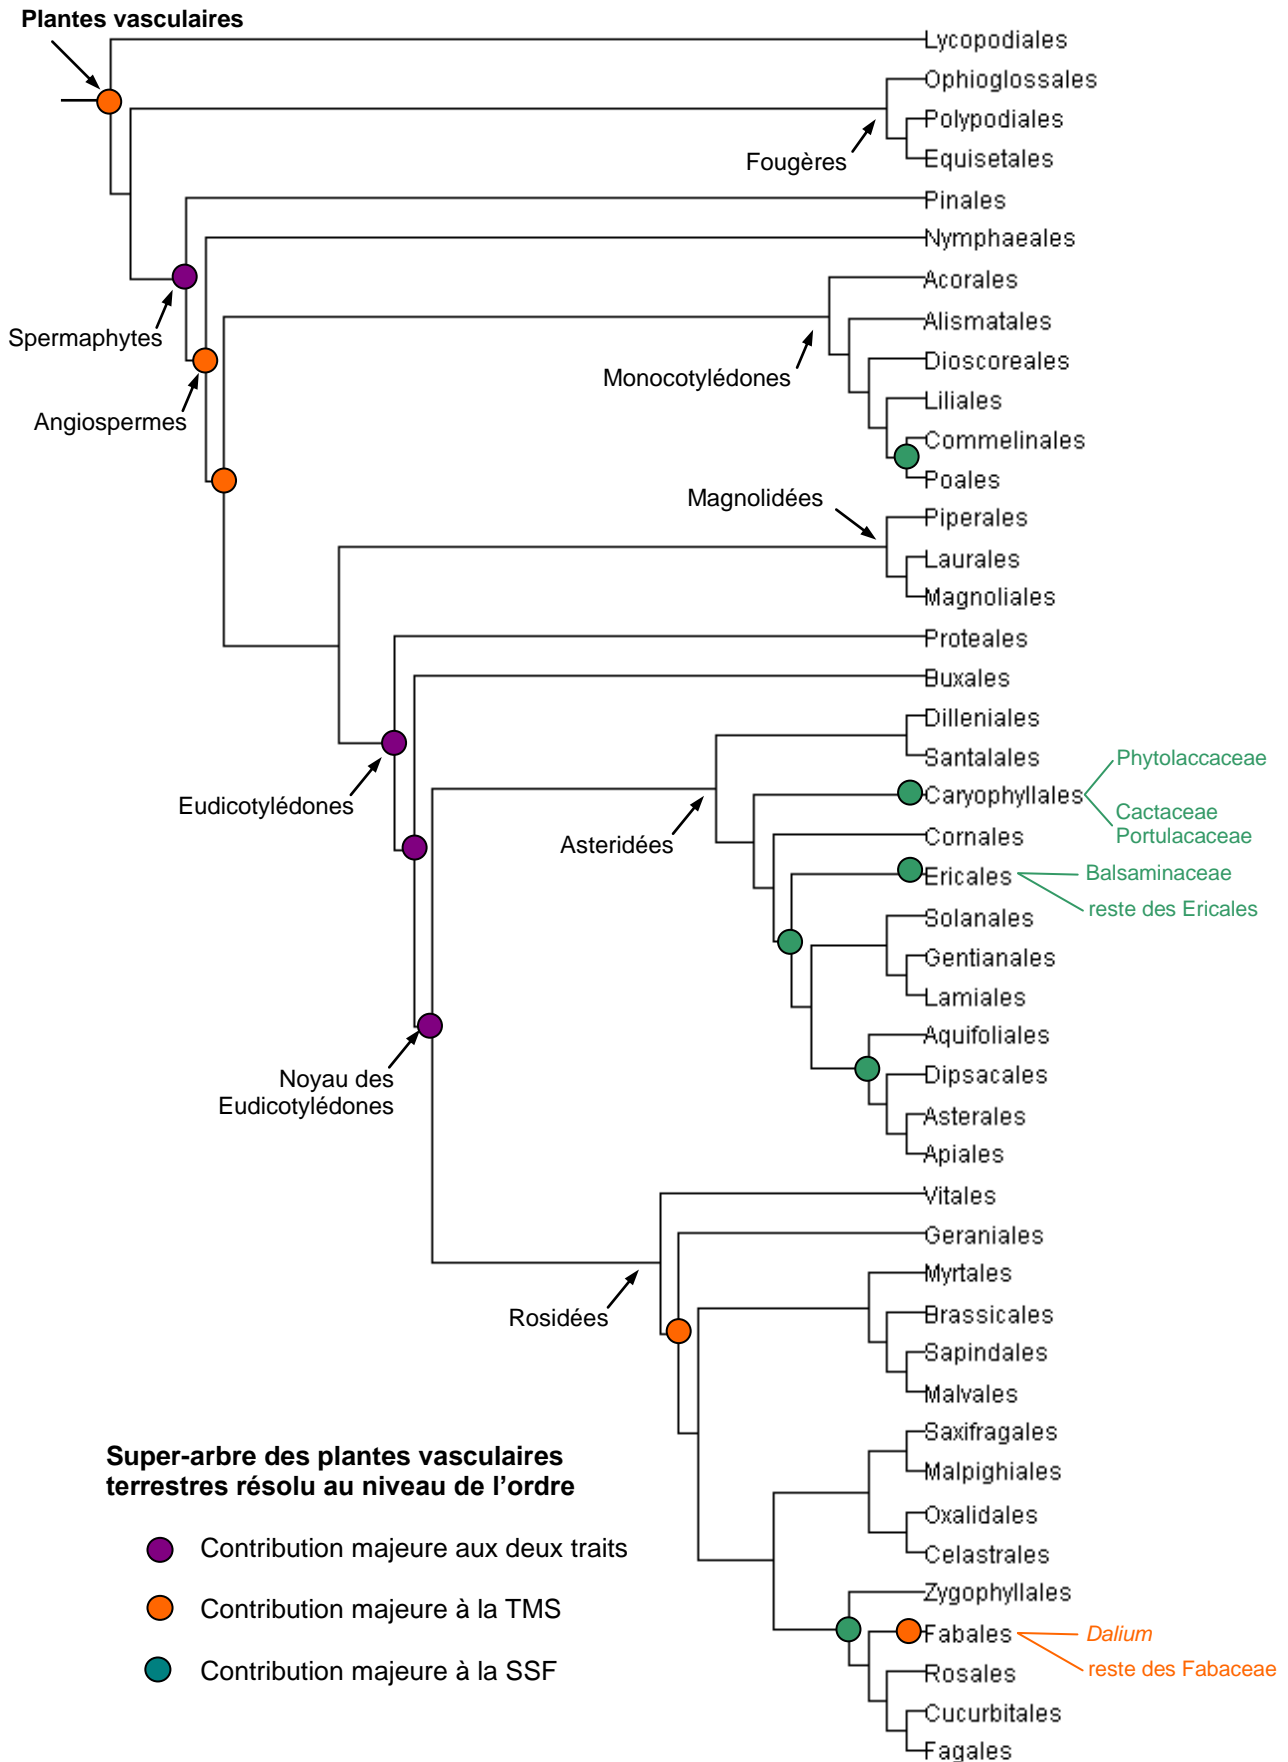 Plantes vasculaires
Lycopodiales
Ophioglossales
Polypodiales
Fougères
Equisetales
Pinales
Nymphaeales
Acorales
Spermaphytes
Alismatales
Dioscoreales
Monocotylédones
Liliales
Angiospermes
Commelinales
Poales
Magnolidées
Piperales
Laurales
Magnoliales
Proteales
Buxales
Dilleniales
Santalales
Phytolaccaceae
Caryophyllales
Eudicotylédones
Cactaceae
Portulacaceae
Cornales
Asteridées
Ericales
Balsaminaceae
reste des Ericales
Solanales
Gentianales
Lamiales
Aquifoliales
Noyau des
Eudicotylédones
Dipsacales
Asterales
Apiales
Vitales
Geraniales
Myrtales
Rosidées
Brassicales
Sapindales
Malvales
Saxifragales
Malpighiales
Oxalidales
Celastrales
Zygophyllales
Fabales
Dalium
reste des Fabaceae
Rosales
Cucurbitales
Fagales
Super-arbre des plantes vasculaires
terrestres résolu au niveau de l’ordre
Contribution majeure aux deux traits
Contribution majeure à la TMS
Contribution majeure à la SSF